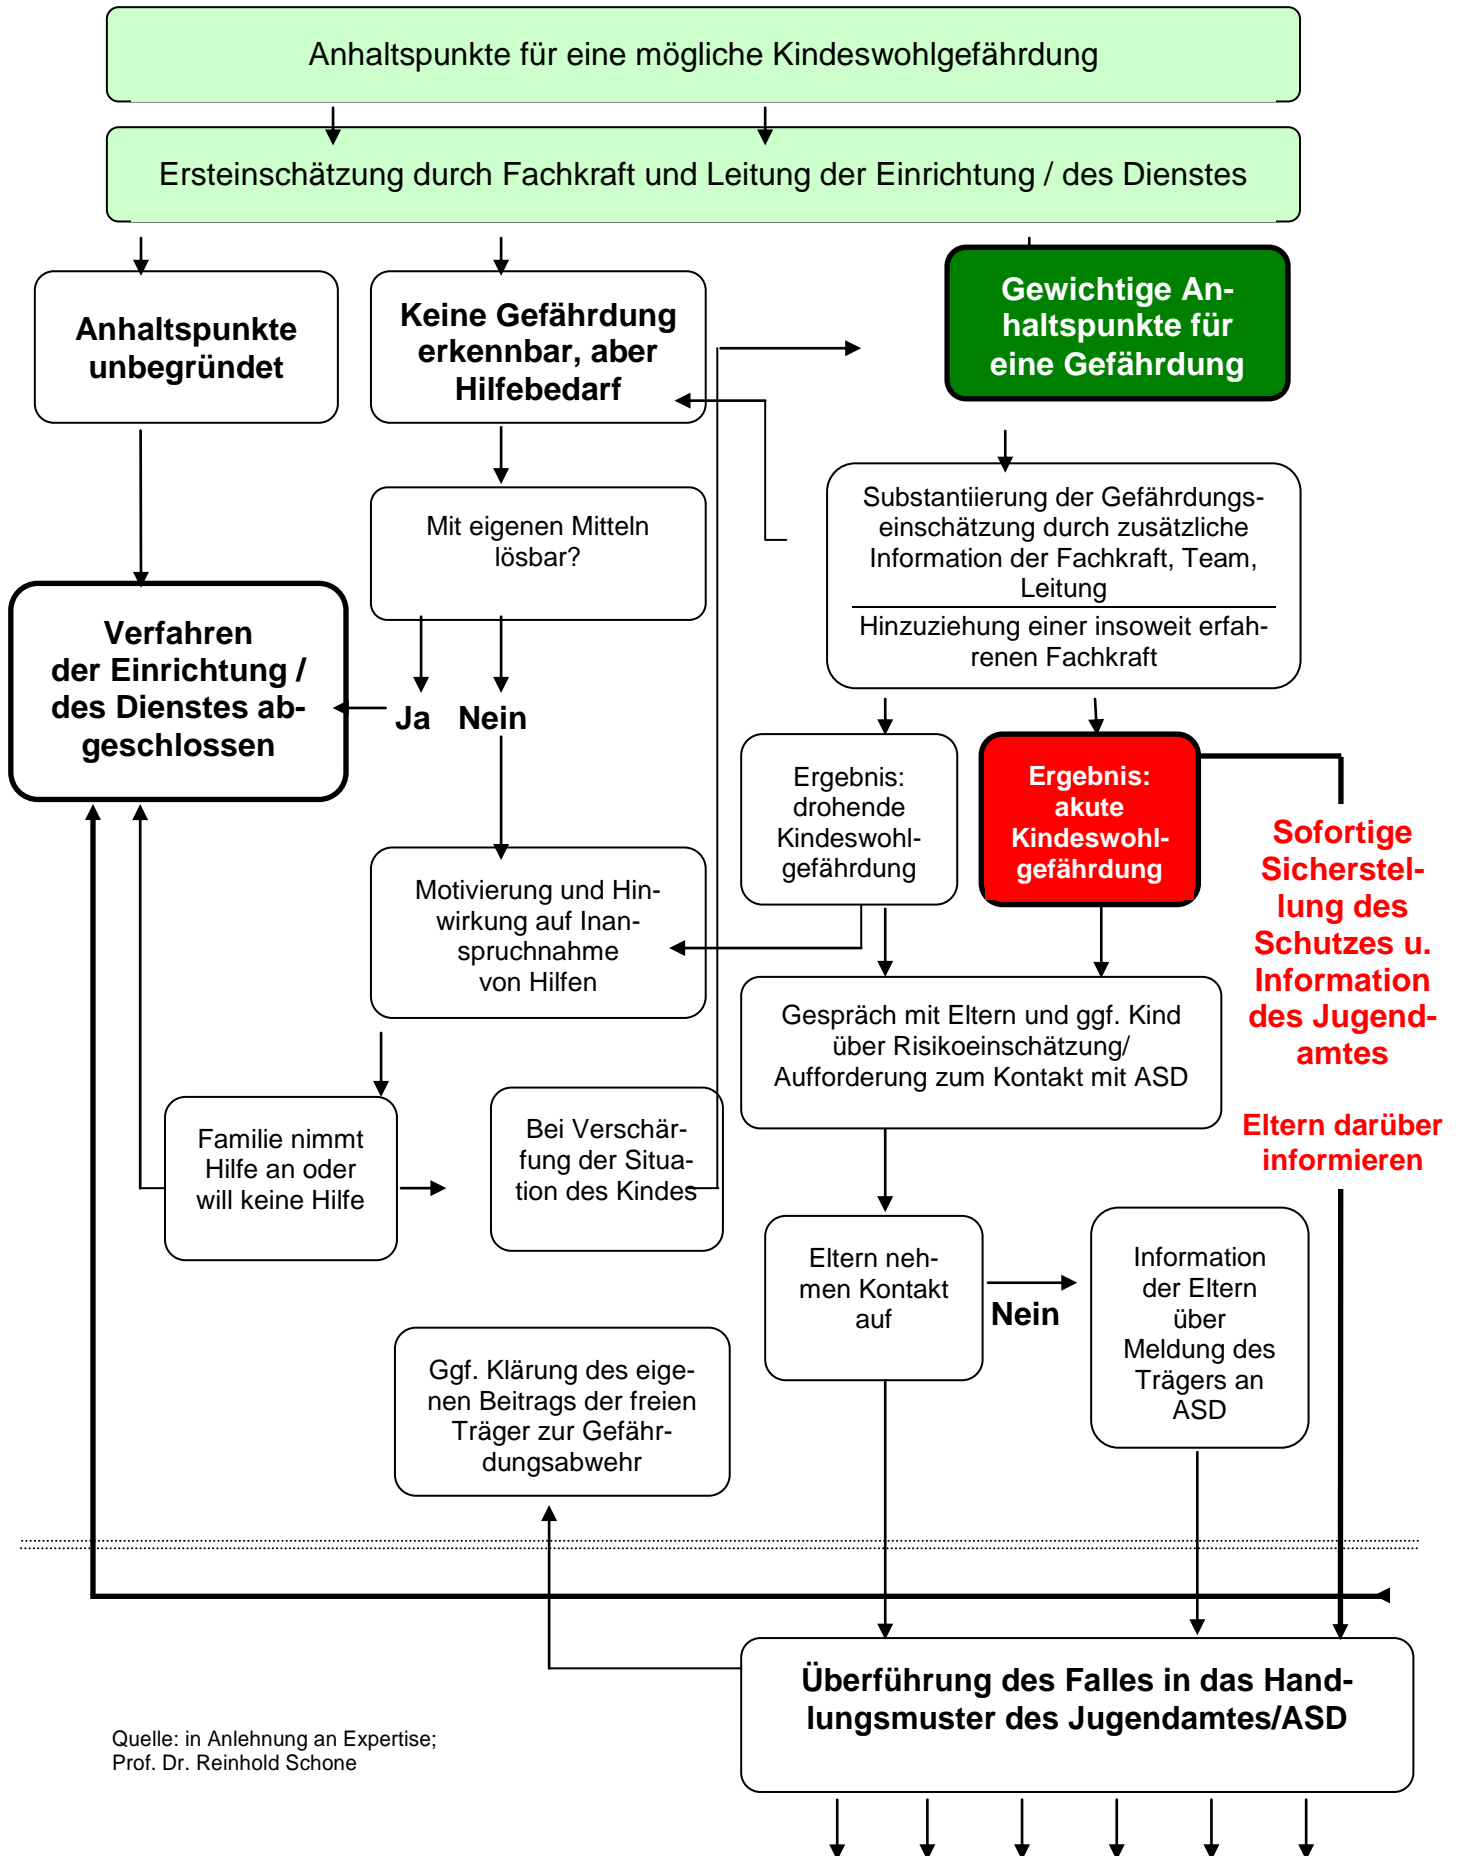 Anhaltspunkte für eine mögliche Kindeswohlgefährdung
Ersteinschätzung durch Fachkraft und Leitung der Einrichtung / des Dienstes
Anhaltspunkte
unbegründet
Keine Gefährdung
erkennbar, aber
Hilfebedarf
Gewichtige An-
haltspunkte für
eine Gefährdung
Mit eigenen Mitteln
lösbar?
Substantiierung der Gefährdungs-
einschätzung durch zusätzliche
Information der Fachkraft, Team,
Leitung
Hinzuziehung einer insoweit erfah-
renen Fachkraft
Verfahren
der Einrichtung /
des Dienstes ab-
geschlossen
Ja Nein
Ergebnis:
drohende
Kindeswohl-
gefährdung
Ergebnis:
akute
Kindeswohl-
gefährdung
Sofortige
Sicherstel-
lung des
Schutzes u.
Information
des Jugend-
amtes
Eltern darüber
informieren
Motivierung und Hin-
wirkung auf Inan-
spruchnahme
von Hilfen
Gespräch mit Eltern und ggf. Kind
über Risikoeinschätzung/
Aufforderung zum Kontakt mit ASD
Familie nimmt
Hilfe an oder
will keine Hilfe
Bei Verschär-
fung der Situa-
tion des Kindes
Eltern neh-
men Kontakt
auf
Nein
Information
der Eltern
über
Meldung des
Trägers an
ASD
Ggf. Klärung des eige-
nen Beitrags der freien
Träger zur Gefähr-
dungsabwehr
Überführung des Falles in das Hand-
lungsmuster des Jugendamtes/ASD
Quelle: in Anlehnung an Expertise;
Prof. Dr. Reinhold Schone